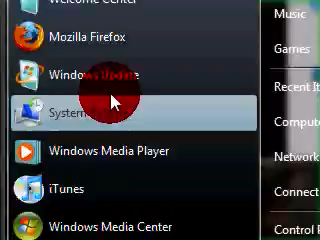 Welcome Center
Mozilla Firefox
Windows Update
System
Windows Media Player
iTunes
Windows Media Center
Music
Games
Recent It
Compute
Network
Connect
Control P